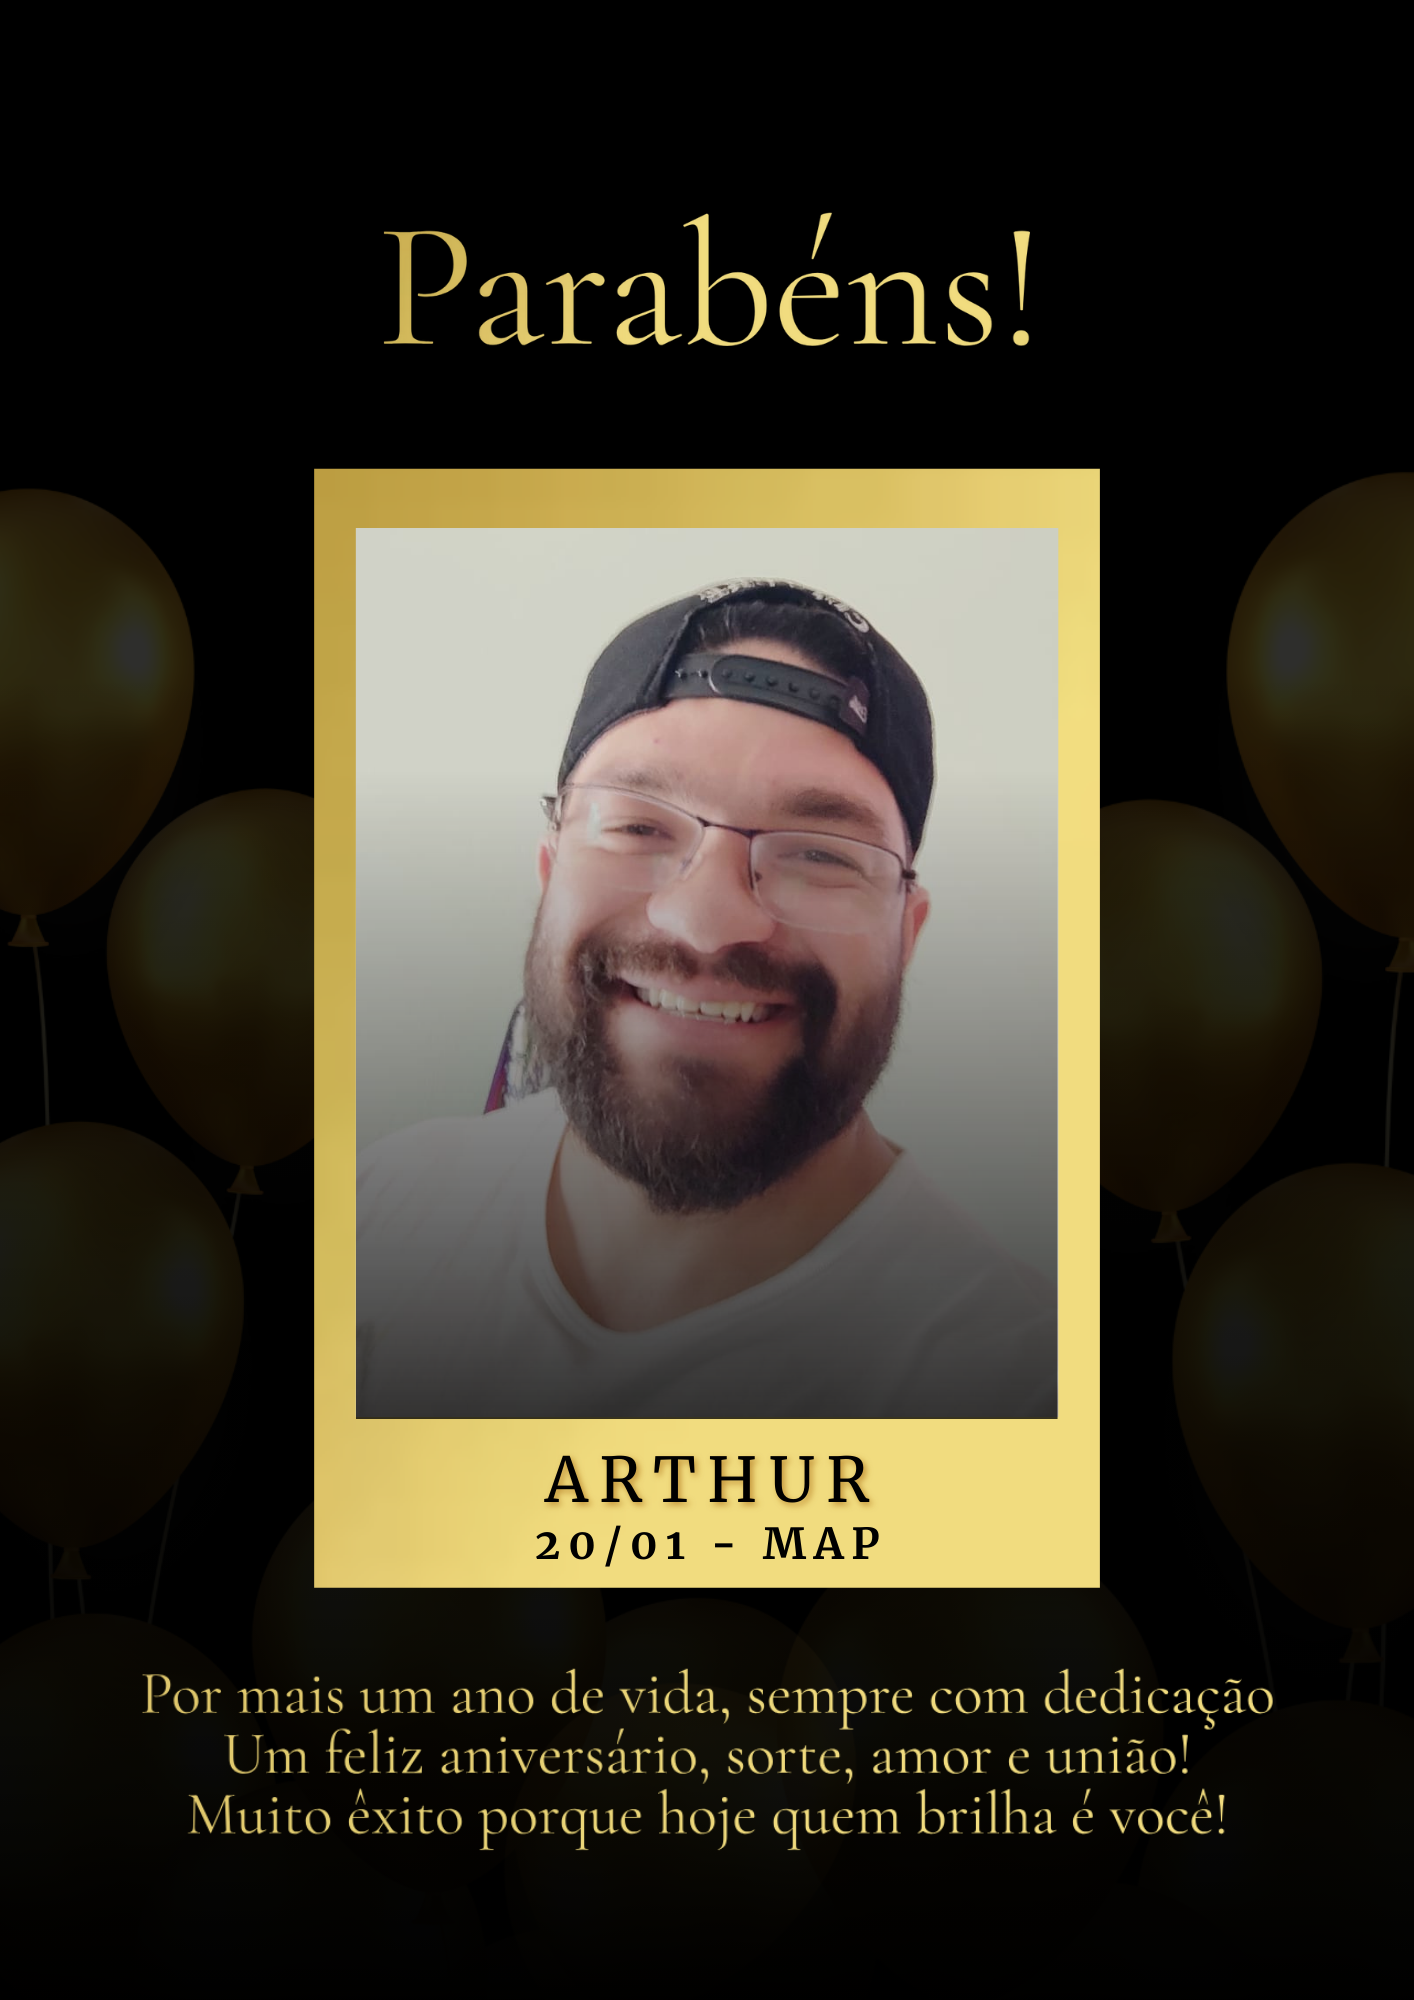 Parabéns!
ARTHUR
20/01 - MAP
Por mais um ano de vida, sempre com dedicação
Um feliz aniversário, sorte, amor e união!
Muito êxito porque hoje quem brilha é você!